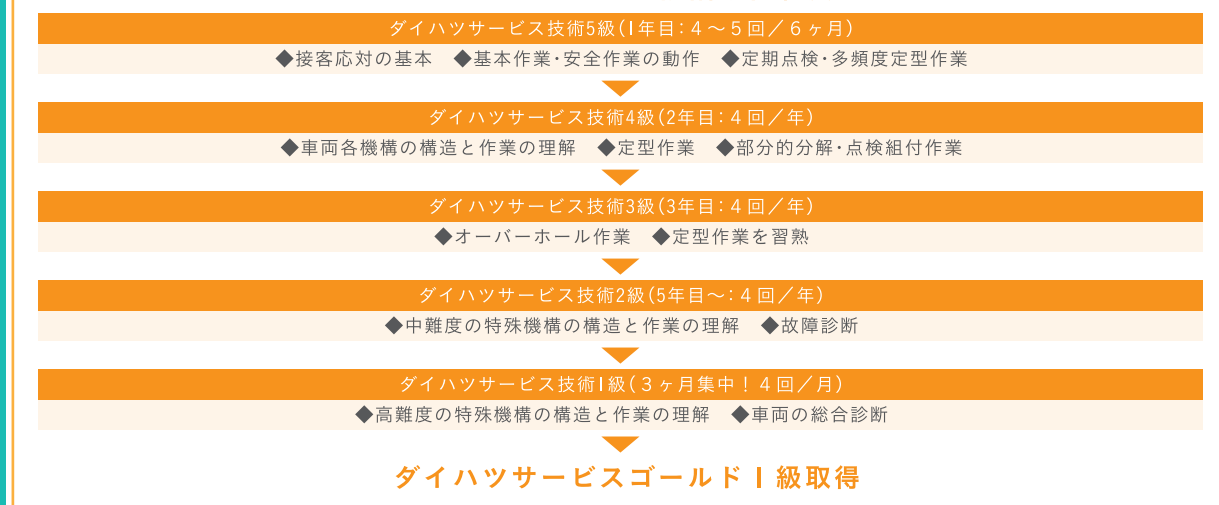 ダイハツサービス技術5級(1年目:4〜5回/6ヶ月)
◆接客応対の基本　◆基本作業・安全作業の動作　◆定期点検・多頻度定型作業
ダイハツサービス技術4級(2年目:4回/年)
◆車両各機構の構造と作業の理解　◆定型作業　◆部分的分解・点検組付作業
ダイハツサービス技術3級(3年目:4回/年)
◆オーバーホール作業　◆定型作業を習熟
ダイハツサービス技術2級(5年目〜:4回/年)
◆中難度の特殊機構の構造と作業の理解　◆故障診断
ダイハツサービス技術1級(3ヶ月集中!4回/月)
◆高難度の特殊機構の構造と作業の理解　◆車両の総合診断
ダイハツサービスゴールド1級取得